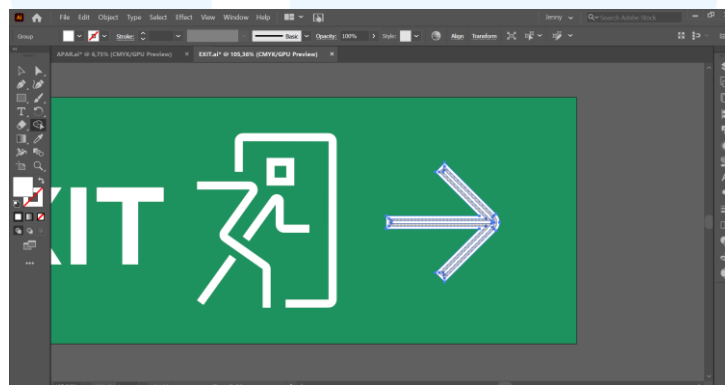 Ai File Edit Object Type Select Effect View Window Help Jenny Search Adobe Stock
Group Stroke: Basic Opacity: 100% Style: Align Transform
APAR.ai* @ 6,75% (CMYK/GPU Preview) × EXIT.ai* @ 105,36% (CMYK/GPU Preview) ×
XIT